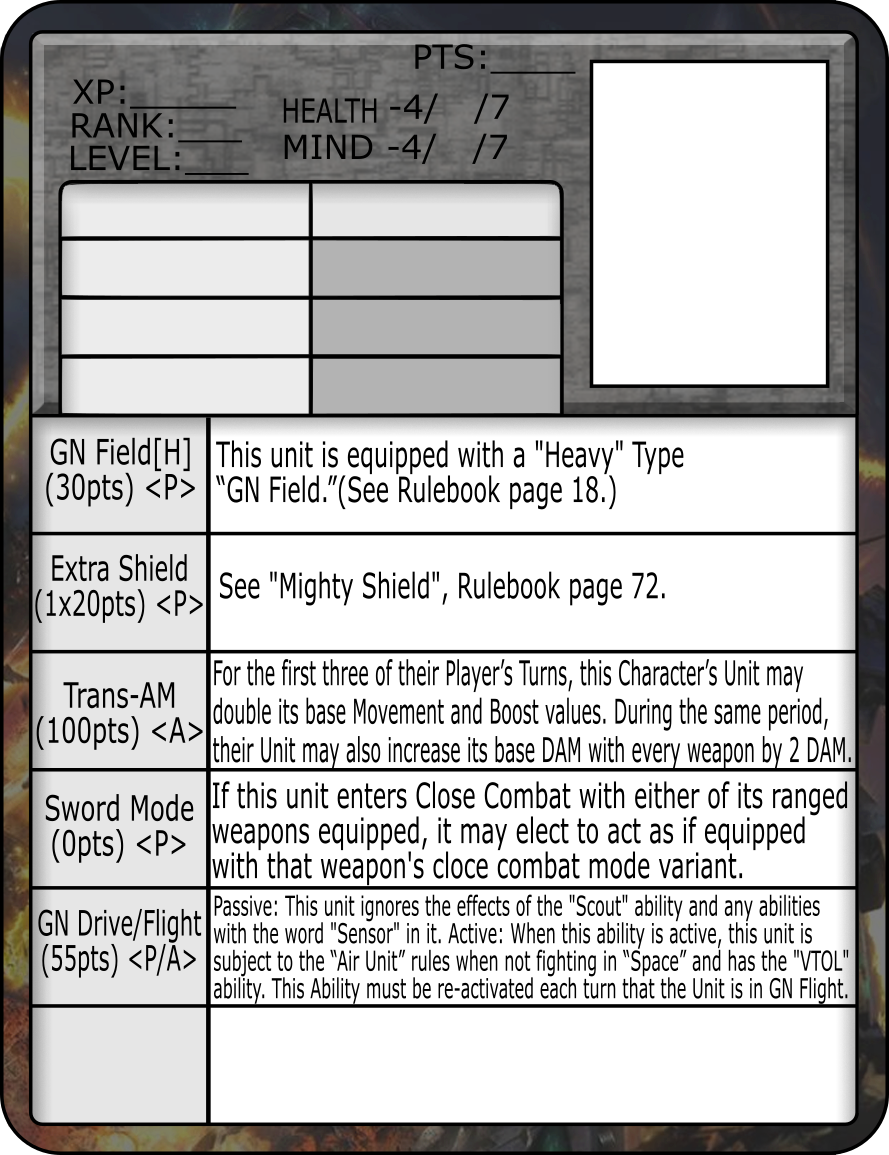 PTS:____
XP:______
RANK:___
LEVEL:___
HEALTH -4/ /7
MIND -4/ /7
GN Field[H]
(30pts) <P>
This unit is equipped with a "Heavy" Type
“GN Field.”(See Rulebook page 18.)
Extra Shield
(1x20pts) <P>
See "Mighty Shield", Rulebook page 72.
Trans-AM
(100pts) <A>
For the first three of their Player’s Turns, this Character’s Unit may
double its base Movement and Boost values. During the same period,
their Unit may also increase its base DAM with every weapon by 2 DAM.
Sword Mode
(0pts) <P>
If this unit enters Close Combat with either of its ranged
weapons equipped, it may elect to act as if equipped
with that weapon's cloce combat mode variant.
GN Drive/Flight
(55pts) <P/A>
Passive: This unit ignores the effects of the "Scout" ability and any abilities
with the word "Sensor" in it. Active: When this ability is active, this unit is
subject to the “Air Unit” rules when not fighting in “Space” and has the "VTOL"
ability. This Ability must be re-activated each turn that the Unit is in GN Flight.